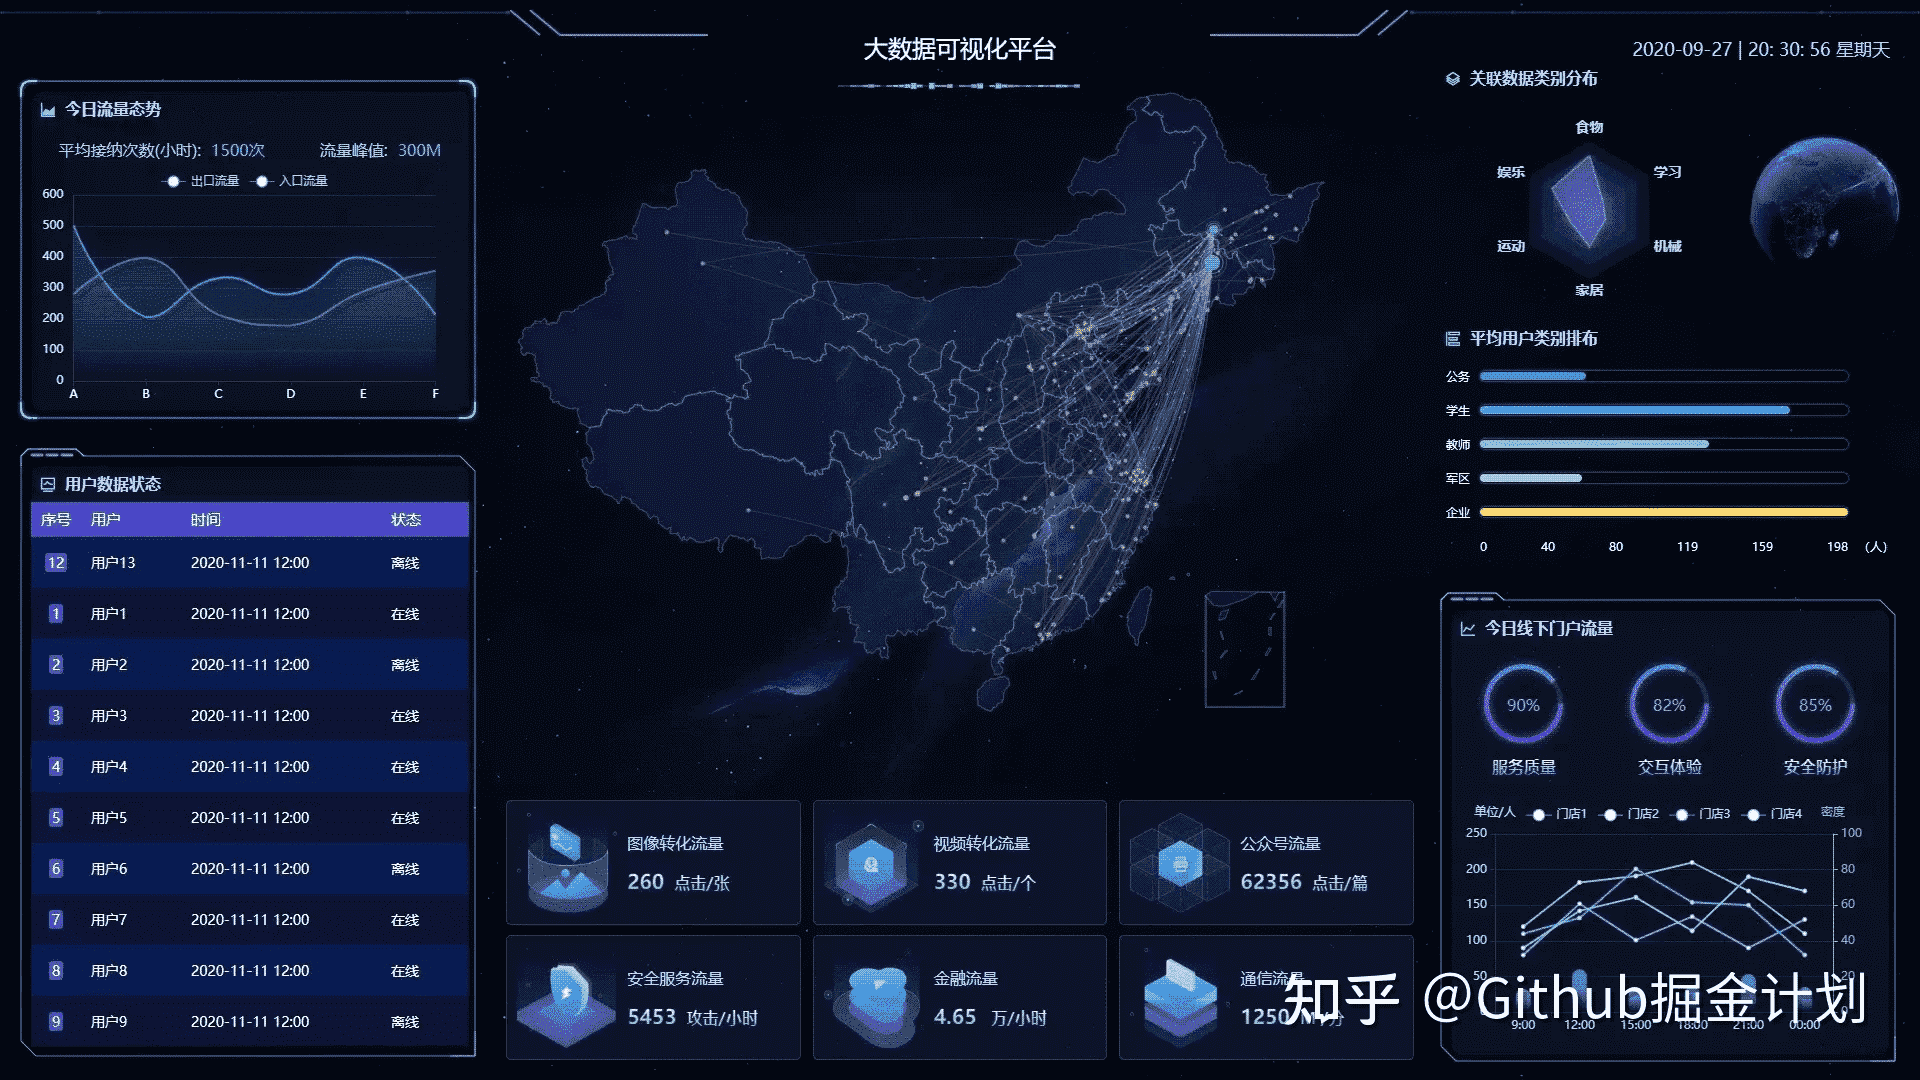 大数据可视化平台
2020-09-27 | 20: 30: 56 星期天
今日流量态势
平均接纳次数(小时): 1500次 流量峰值: 300M
出口流量 入口流量
600
500
400
300
200
100
0
A B C D E F
用户数据状态
序号 用户 时间 状态
12 用户13 2020-11-11 12:00 离线
1 用户1 2020-11-11 12:00 在线
2 用户2 2020-11-11 12:00 离线
3 用户3 2020-11-11 12:00 在线
4 用户4 2020-11-11 12:00 在线
5 用户5 2020-11-11 12:00 在线
6 用户6 2020-11-11 12:00 离线
7 用户7 2020-11-11 12:00 在线
8 用户8 2020-11-11 12:00 在线
9 用户9 2020-11-11 12:00 离线
图像转化流量
260 点击/张
视频转化流量
330 点击/个
公众号流量
62356 点击/篇
安全服务流量
5453 攻击/小时
金融流量
4.65 万/小时
通信流量
1250 M/分
关联数据类别分布
食物
娱乐 学习
运动 机械
家居
平均用户类别排布
公务
学生
教师
军区
企业
0 40 80 119 159 198 (人)
今日线下门户流量
90% 82% 85%
服务质量 交互体验 安全防护
单位/人 门店1 门店2 门店3 门店4 密度
250 100
200 80
150 60
100 40
50 20
9:00 12:00 15:00 18:00 21:00 00:00
知乎 @Github掘金计划